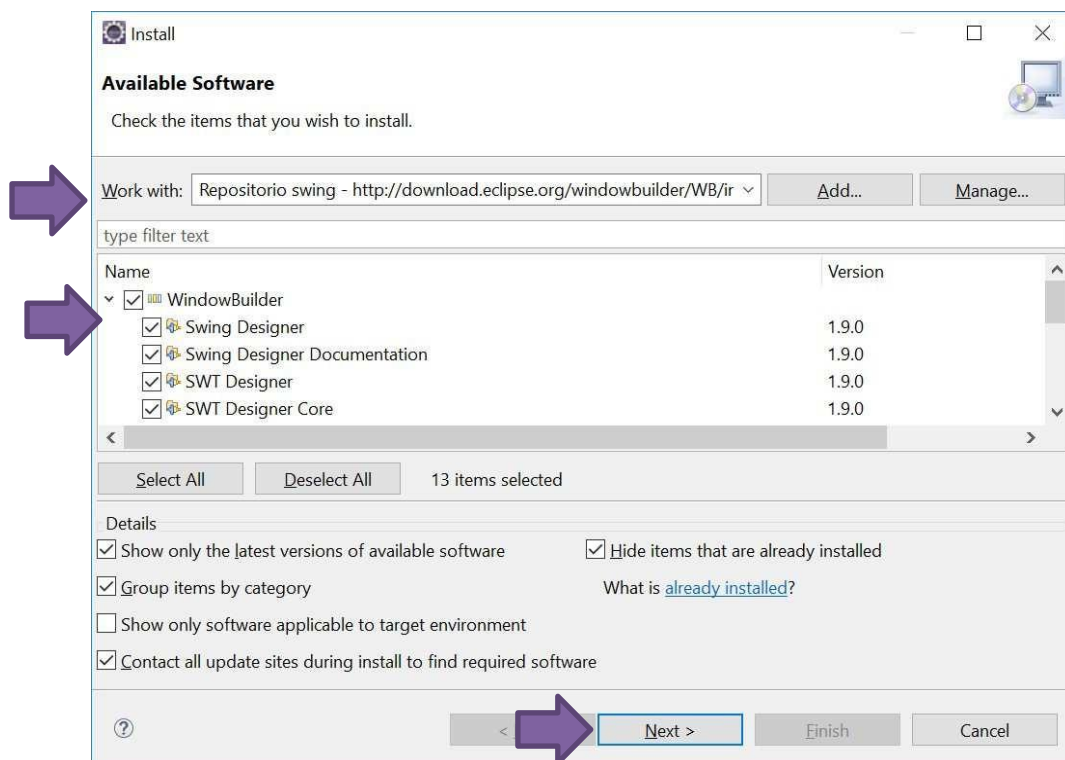 Install
Available Software
Check the items that you wish to install.
Work with: Repositorio swing - http://download.eclipse.org/windowbuilder/WB/ir Add... Manage...
type filter text
Name Version
WindowBuilder
Swing Designer 1.9.0
Swing Designer Documentation 1.9.0
SWT Designer 1.9.0
SWT Designer Core 1.9.0
Select All Deselect All 13 items selected
Details
Show only the latest versions of available software Hide items that are already installed
Group items by category What is already installed?
Show only software applicable to target environment
Contact all update sites during install to find required software
? < Next > Finish Cancel